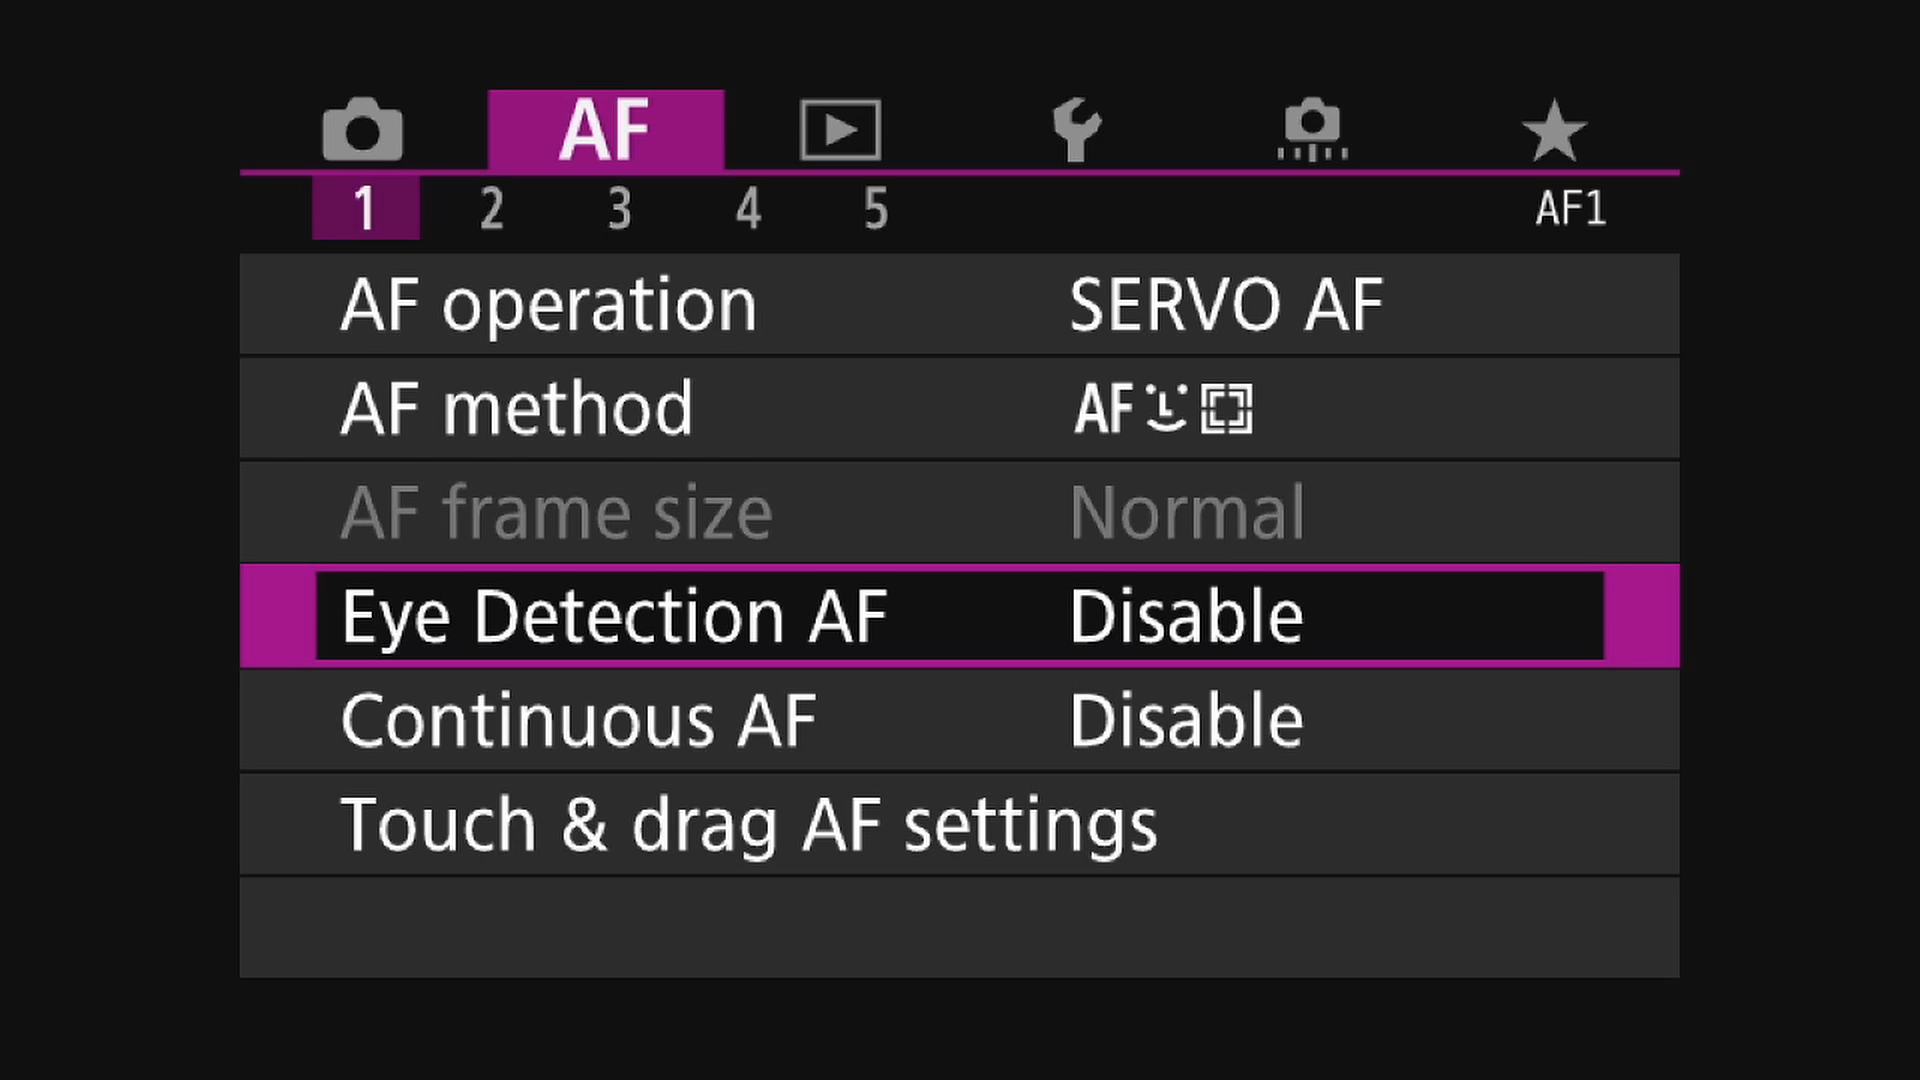 AF
1 2 3 4 5 AF1
AF operation SERVO AF
AF method AF
AF frame size Normal
Eye Detection AF Disable
Continuous AF Disable
Touch & drag AF settings